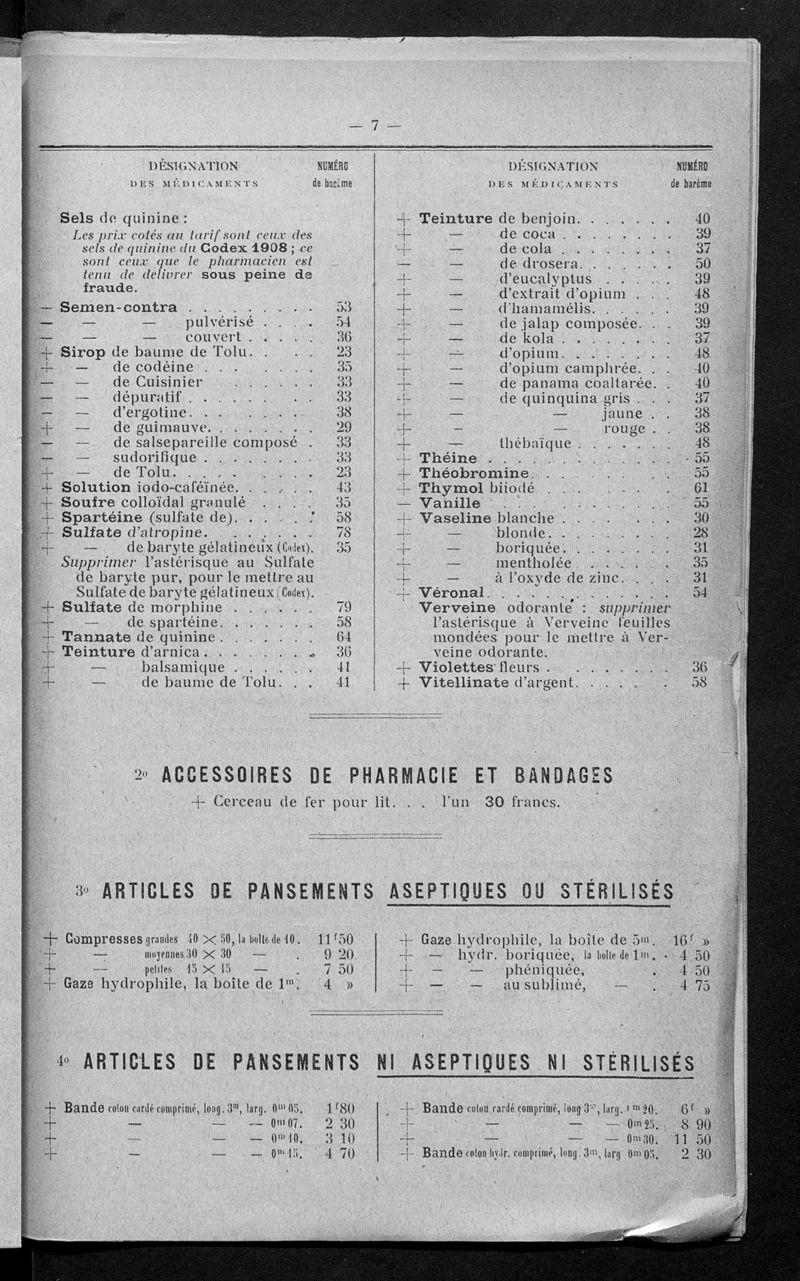 — 7 —
DÉSIGNATION NUMÉRO
DES MÉDICAMENTS de barème
Sels de quinine :
Les prix cotés au tarif sont ceux des
sels de quinine du Codex 1908 ; ce
sont ceux que le pharmacien est
tenu de delivrer sous peine de
fraude.
— Semen-contra . . . . . . . . . 53
— — — pulvérisé . . . . 54
— — — couvert . . . . . 36
+ Sirop de baume de Tolu. . . . 23
+ — de codéine . . . . . . . . 35
— — de Cuisinier . . . . . . 33
— — dépuratif . . . . . . . . 33
— — d'ergotine. . . . . . . . 38
+ — de guimauve. . . . . . . 29
— — de salsepareille composé . 33
— — sudorifique . . . . . . . . 33
+ — de Tolu. . . . . . . . . 23
+ Solution iodo-caféïnée. . . . . 43
+ Soufre colloïdal granulé . . . . 35
+ Spartéine (sulfate de). . . . . . 58
+ Sulfate d'atropine. . . . . . . 78
+ — de baryte gélatineux (Codex). 35
Supprimer l'astérisque au Sulfate
de baryte pur, pour le mettre au
Sulfate de baryte gélatineux (Codex).
+ Sulfate de morphine . . . . . . 79
+ — de spartéine. . . . . . . 58
+ Tannate de quinine . . . . . . . 64
+ Teinture d'arnica . . . . . . . . 36
+ — balsamique . . . . . . 41
+ — de baume de Tolu. . . 41
DÉSIGNATION NUMÉRO
DES MÉDICAMENTS de barème
+ Teinture de benjoin. . . . . . . 40
+ — de coca . . . . . . . . 39
+ — de cola . . . . . . . . 37
— — de drosera. . . . . . . 50
+ — d'eucalyptus . . . . . 39
+ — d'extrait d'opium . . . 48
+ — d'hamamélis. . . . . . 39
+ — de jalap composée. . . 39
+ — de kola . . . . . . . . 37
+ — d'opium. . . . . . . . 48
+ — d'opium camphrée. . . 40
+ — de panama coaltarée. . 40
+ — de quinquina gris . . . 37
+ — — jaune . . 38
+ — — rouge . . 38
+ — thébaïque . . . . . . 48
+ Théine . . . . . . . . . . . . . 55
+ Théobromine. . . . . . . . . . 55
+ Thymol biiodé . . . . . . . . 61
— Vanille . . . . . . . . . . . . 55
+ Vaseline blanche . . . . . . . . 30
+ — blonde. . . . . . . . . 28
+ — boriquée. . . . . . . . 31
+ — mentholée . . . . . . 35
+ — à l'oxyde de zinc. . . . 31
+ Véronal. . . . . . . . . . . . . 54
Verveine odorante : supprimer
l'astérisque à Verveine feuilles
mondées pour le mettre à Ver-
veine odorante.
+ Violettes fleurs . . . . . . . . 36
+ Vitellinate d'argent. . . . . . 58
2º ACCESSOIRES DE PHARMACIE ET BANDAGES
+ Cerceau de fer pour lit. . . l'un 30 francs.
3º ARTICLES DE PANSEMENTS ASEPTIQUES OU STÉRILISÉS
+ Compresses grandes 40 × 50, la boîte de 10. 11f50
+ — moyennes 30 × 30 — . 9 20
+ — petites 15 × 15 — . 7 50
+ Gaze hydrophile, la boîte de 1m. 4 »
+ Gaze hydrophile, la boîte de 5m. 16f »
+ — hydr. boriquée, la boîte de 1m. 4 50
+ — — phéniquée, . 4 50
+ — — au sublimé, — . 4 75
4º ARTICLES DE PANSEMENTS NI ASEPTIQUES NI STÉRILISÉS
+ Bande coton cardé comprimé, long. 3m, larg. 0m05. 1f80
+ — — — 0m07. 2 30
+ — — — 0m10. 3 10
+ — — — 0m15. 4 70
+ Bande coton cardé comprimé, long 3m, larg. 0m20. 6f »
+ — — — 0m25. 8 90
+ — — — 0m30. 11 50
+ Bande coton hydr. comprimé, long. 3m, larg 0m05. 2 30